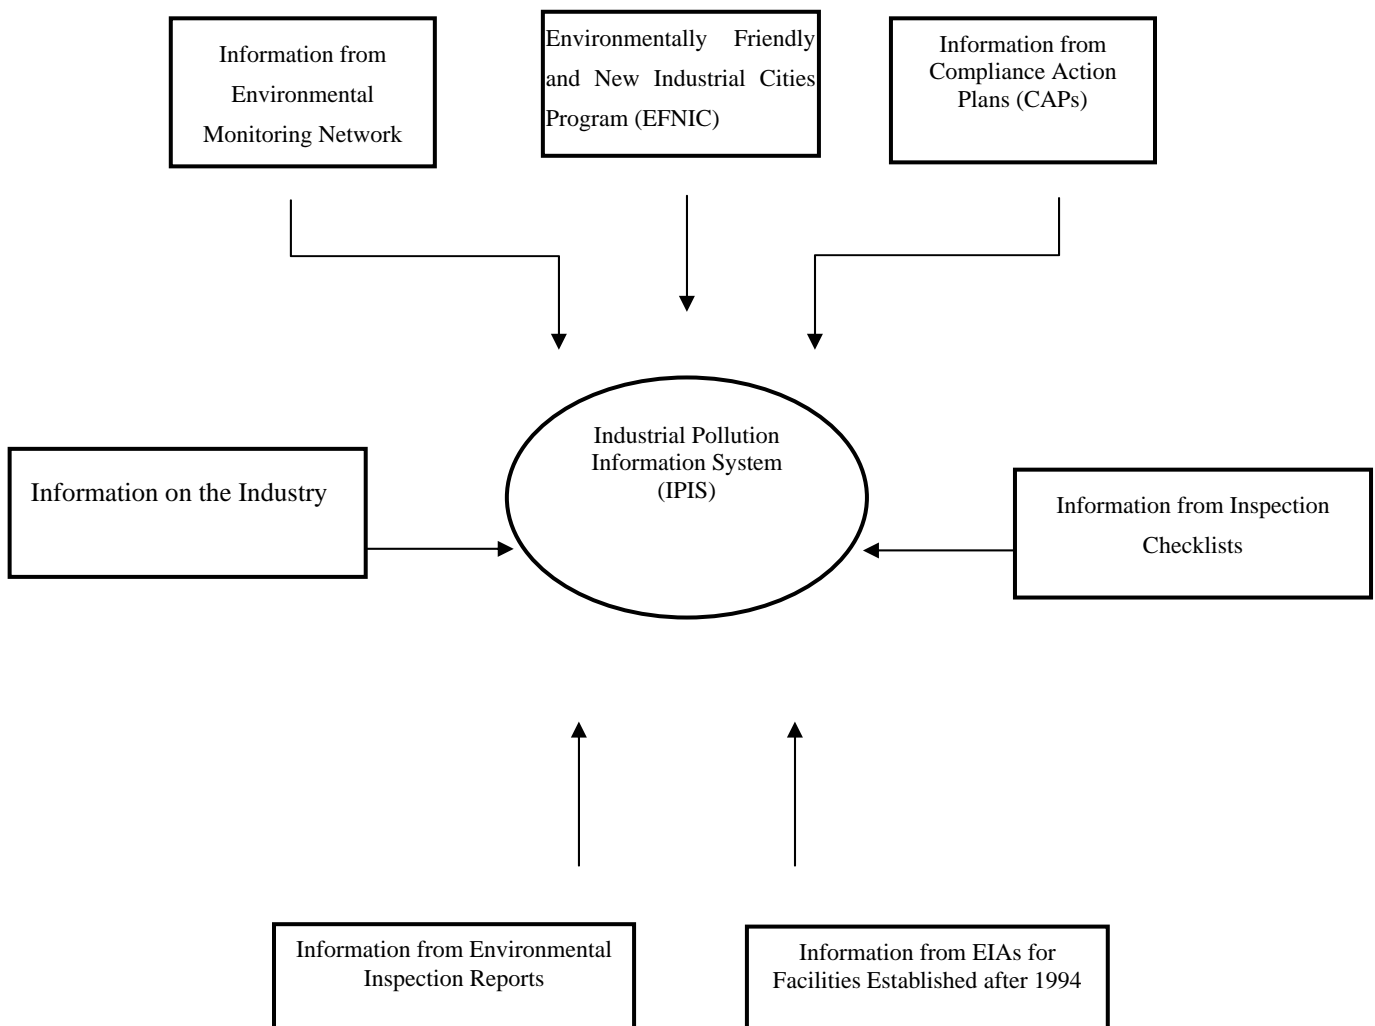 Information from
Environmental
Monitoring Network
Environmentally Friendly
and New Industrial Cities
Program (EFNIC)
Information from
Compliance Action
Plans (CAPs)
Industrial Pollution
Information System
(IPIS)
Information on the Industry
Information from Inspection
Checklists
Information from Environmental
Inspection Reports
Information from EIAs for
Facilities Established after 1994